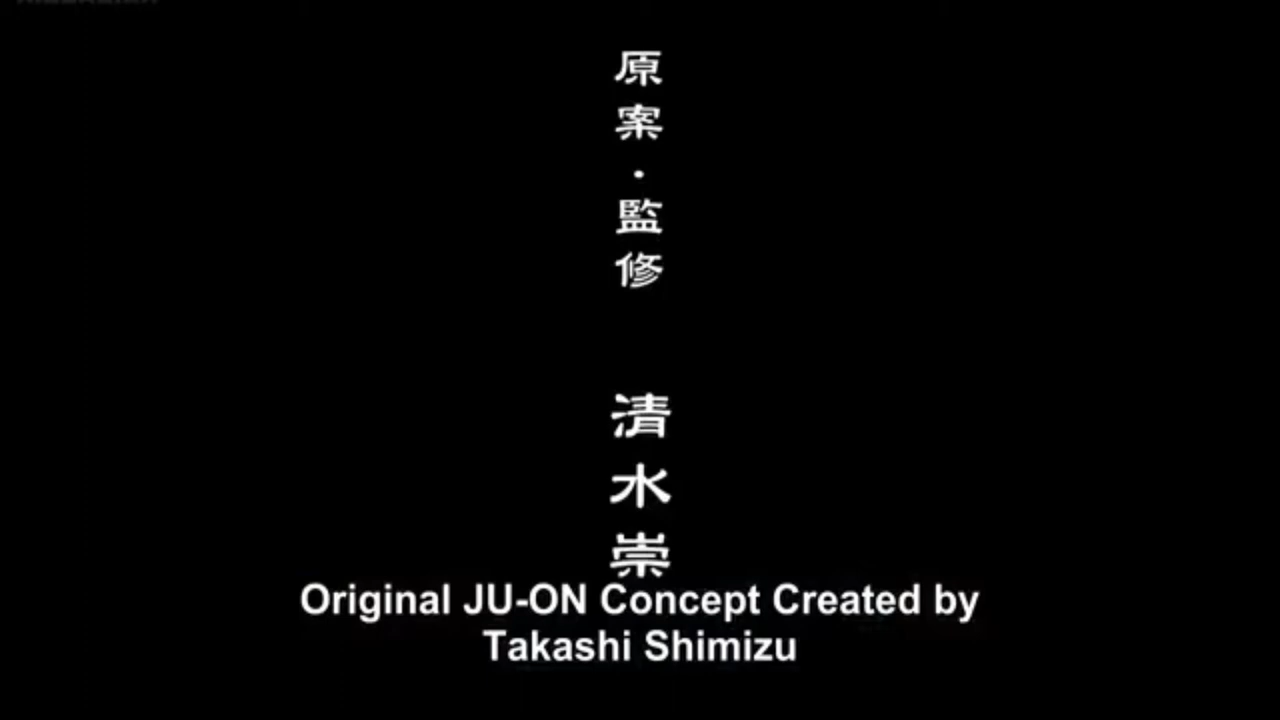 原案・監修
清水崇
Original JU-ON Concept Created by
Takashi Shimizu